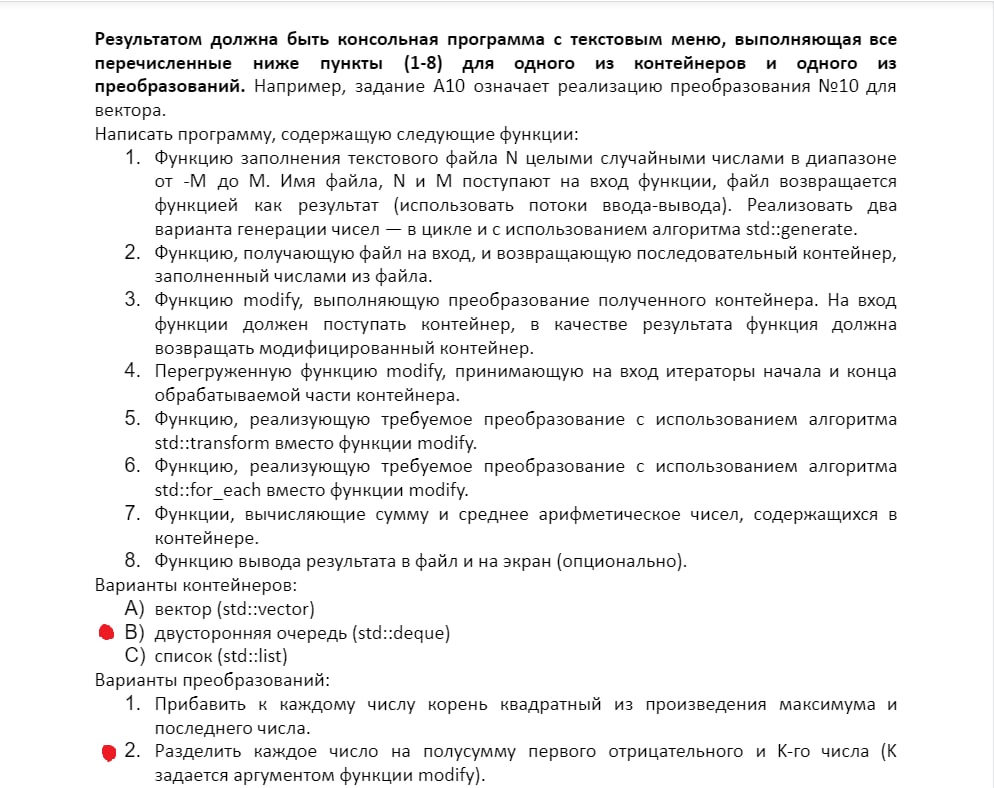 Результатом должна быть консольная программа с текстовым меню, выполняющая все
перечисленные ниже пункты (1-8) для одного из контейнеров и одного из
преобразований. Например, задание А10 означает реализацию преобразования №10 для
вектора.
Написать программу, содержащую следующие функции:
1. Функцию заполнения текстового файла N целыми случайными числами в диапазоне
от -M до M. Имя файла, N и M поступают на вход функции, файл возвращается
функцией как результат (использовать потоки ввода-вывода). Реализовать два
варианта генерации чисел — в цикле и с использованием алгоритма std::generate.
2. Функцию, получающую файл на вход, и возвращающую последовательный контейнер,
заполненный числами из файла.
3. Функцию modify, выполняющую преобразование полученного контейнера. На вход
функции должен поступать контейнер, в качестве результата функция должна
возвращать модифицированный контейнер.
4. Перегруженную функцию modify, принимающую на вход итераторы начала и конца
обрабатываемой части контейнера.
5. Функцию, реализующую требуемое преобразование с использованием алгоритма
std::transform вместо функции modify.
6. Функцию, реализующую требуемое преобразование с использованием алгоритма
std::for_each вместо функции modify.
7. Функции, вычисляющие сумму и среднее арифметическое чисел, содержащихся в
контейнере.
8. Функцию вывода результата в файл и на экран (опционально).
Варианты контейнеров:
A) вектор (std::vector)
B) двусторонняя очередь (std::deque)
C) список (std::list)
Варианты преобразований:
1. Прибавить к каждому числу корень квадратный из произведения максимума и
последнего числа.
2. Разделить каждое число на полусумму первого отрицательного и K-го числа (K
задается аргументом функции modify).